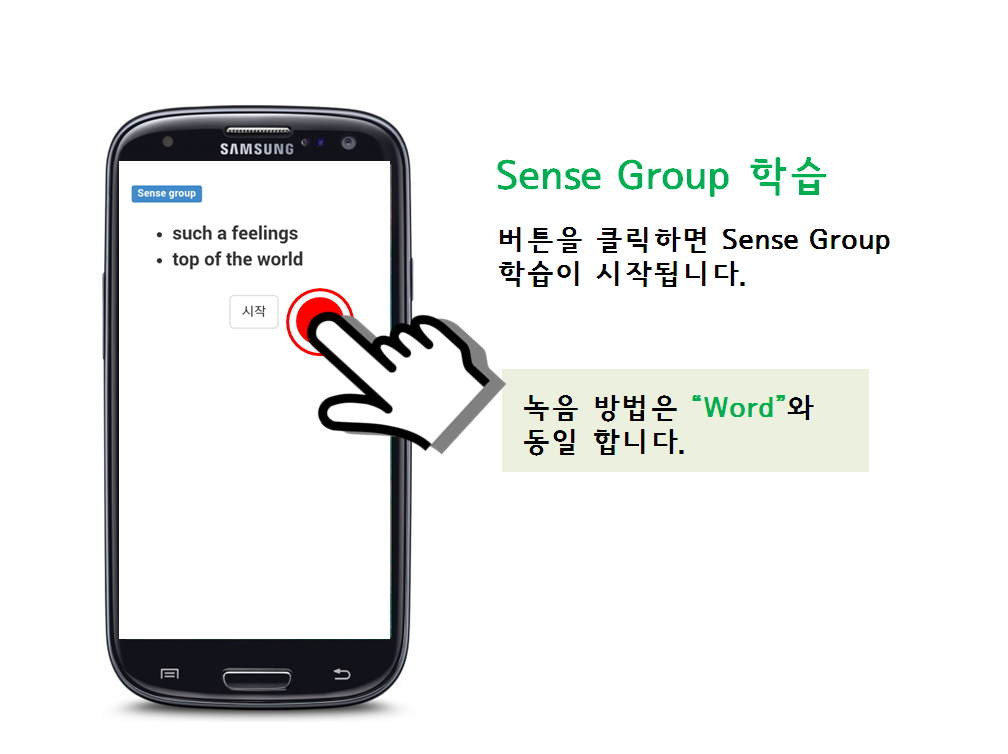 SAMSUNG
Sense group
such a feelings
top of the world
시작
Sense Group 학습
버튼을 클릭하면 Sense Group
학습이 시작됩니다.
녹음 방법은 “Word”와
동일 합니다.